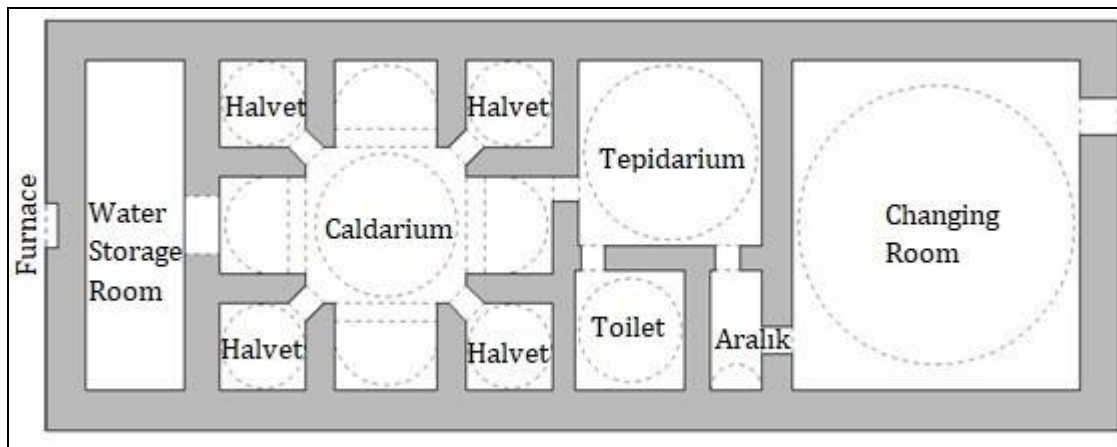 Halvet
Halvet
Tepidarium
Furnace
Water
Storage
Room
Caldarium
Changing
Room
Halvet
Halvet
Toilet
Aralık